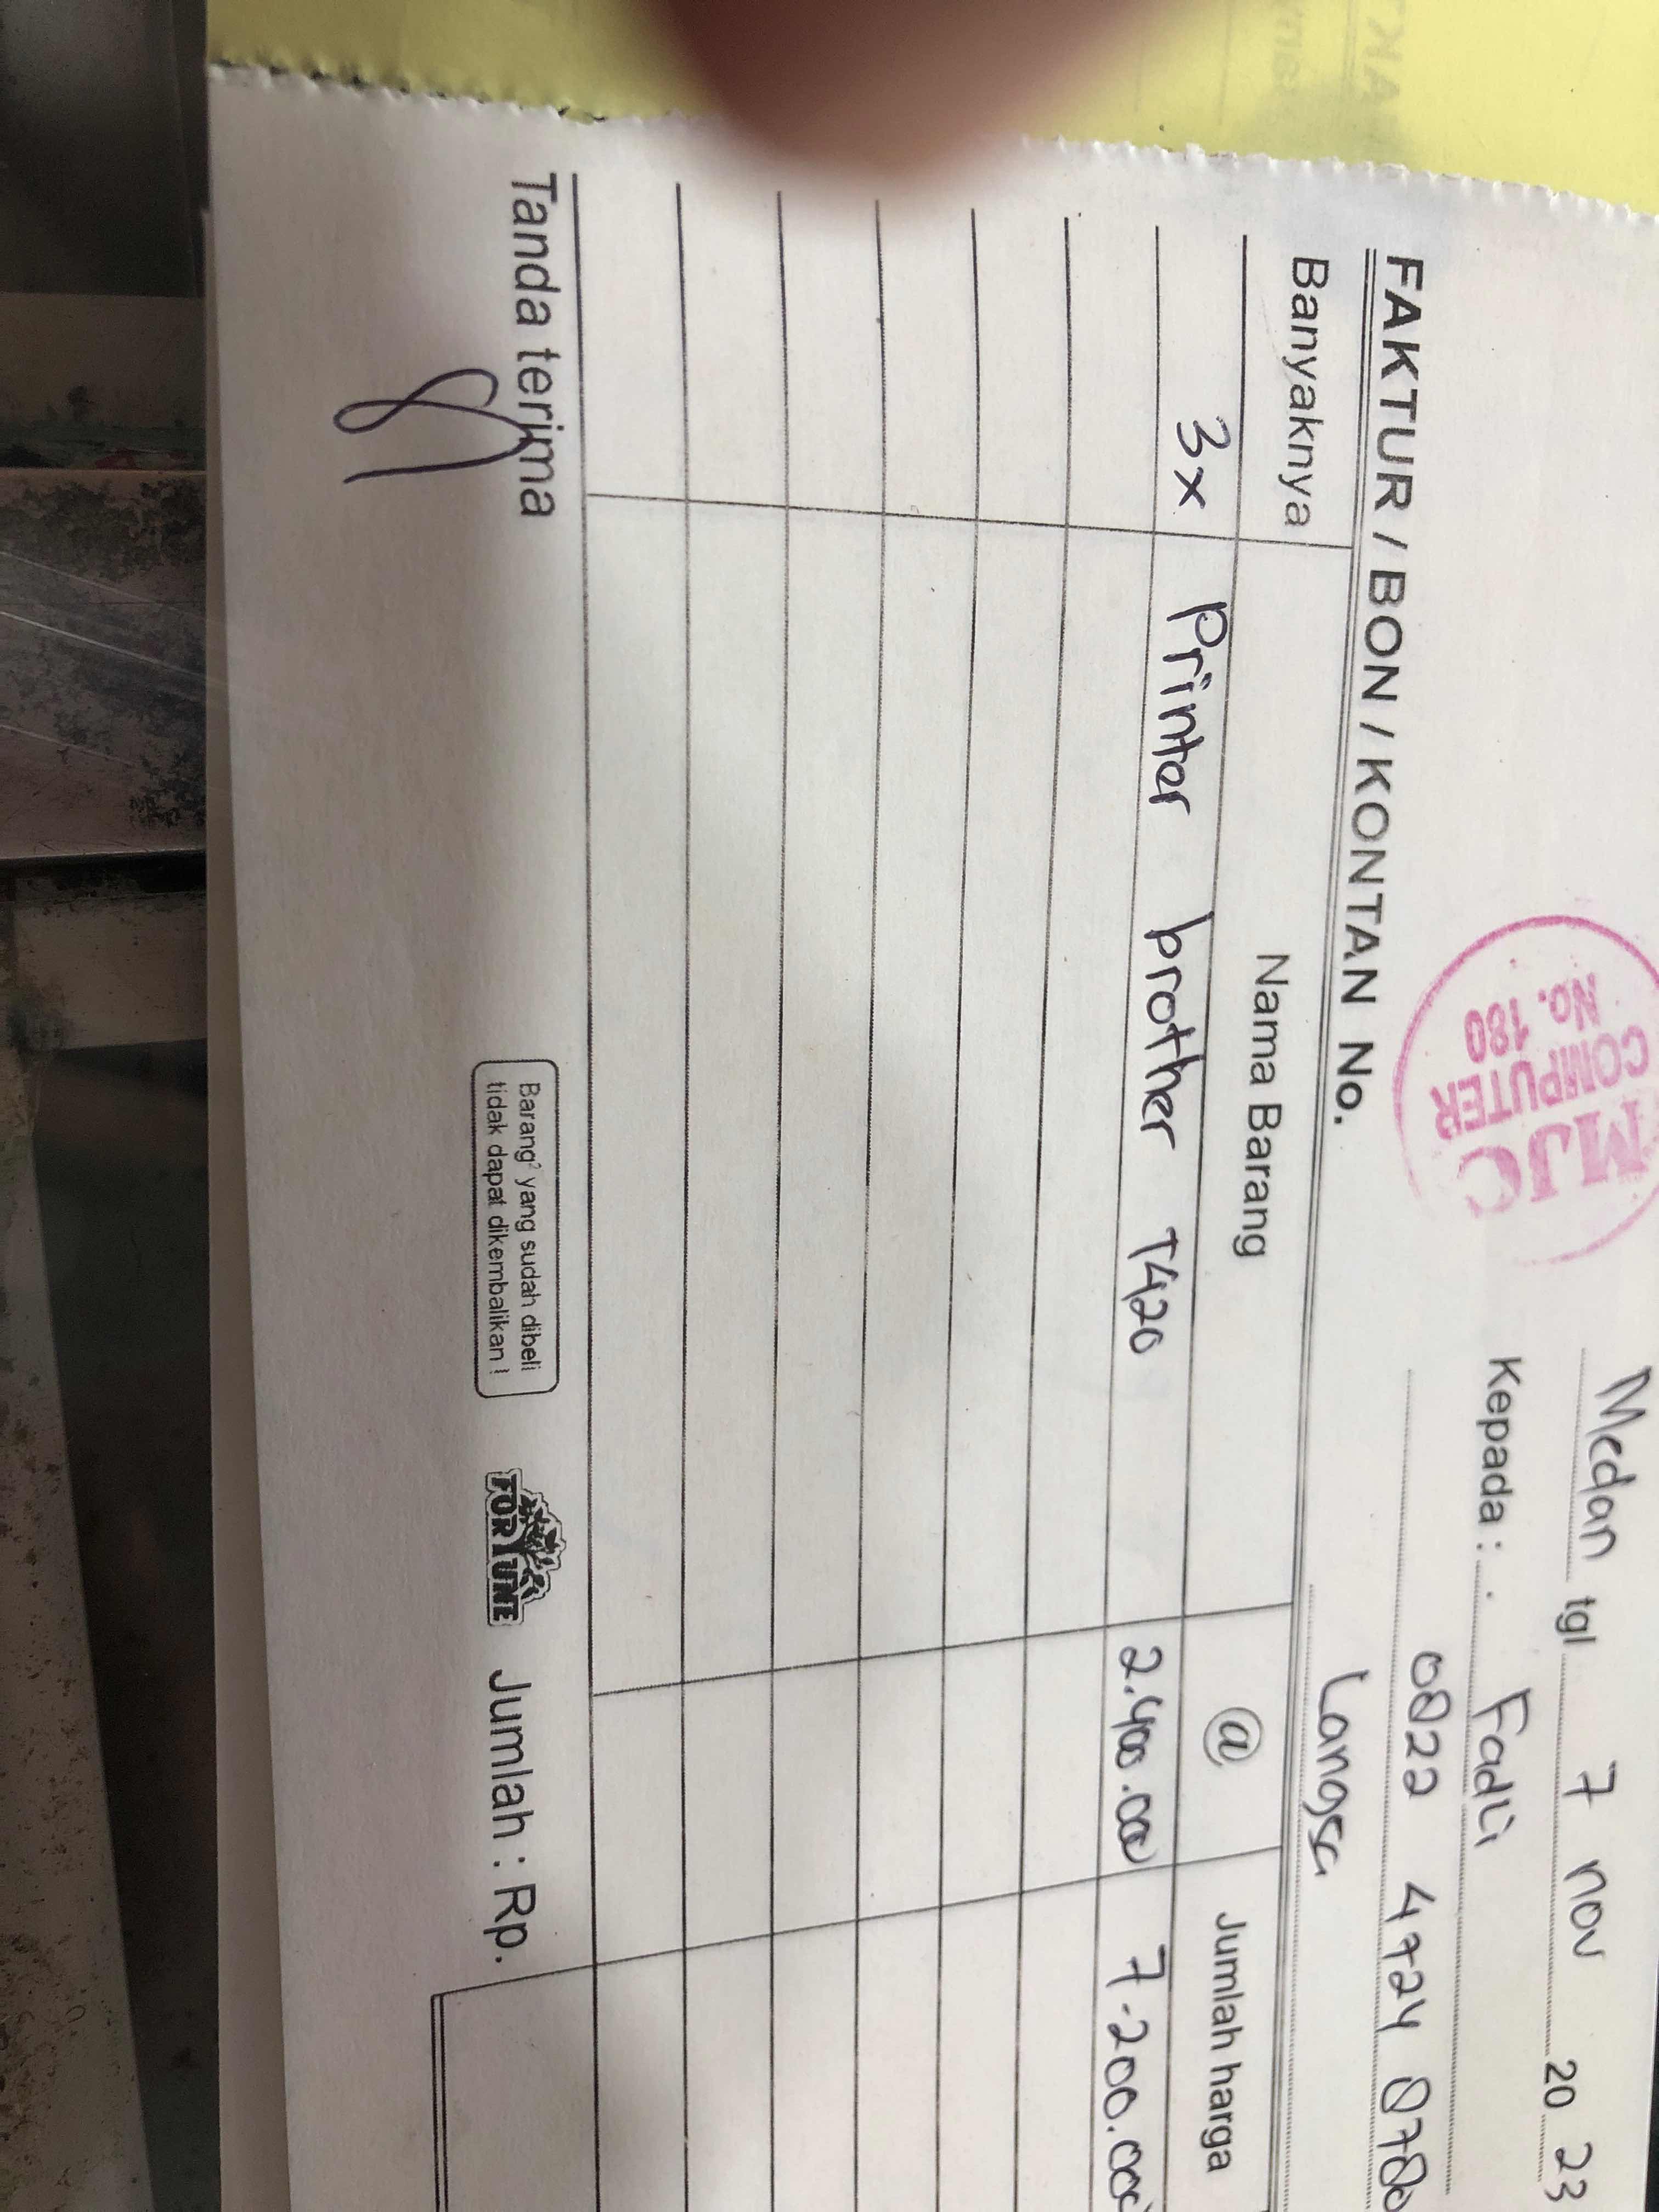 Medan tgl 7 nov 20 23
Kepada : Fadli
0822 4724 0780
Langsa
MJC
COMPUTER
No. 180
FAKTUR / BON / KONTAN No.
Banyaknya Nama Barang @ Jumlah harga
3x Printer brother T420 2.400.000 7.200.000
Tanda terima
Barang² yang sudah dibeli
tidak dapat dikembalikan !
FORTUNE
Jumlah : Rp.